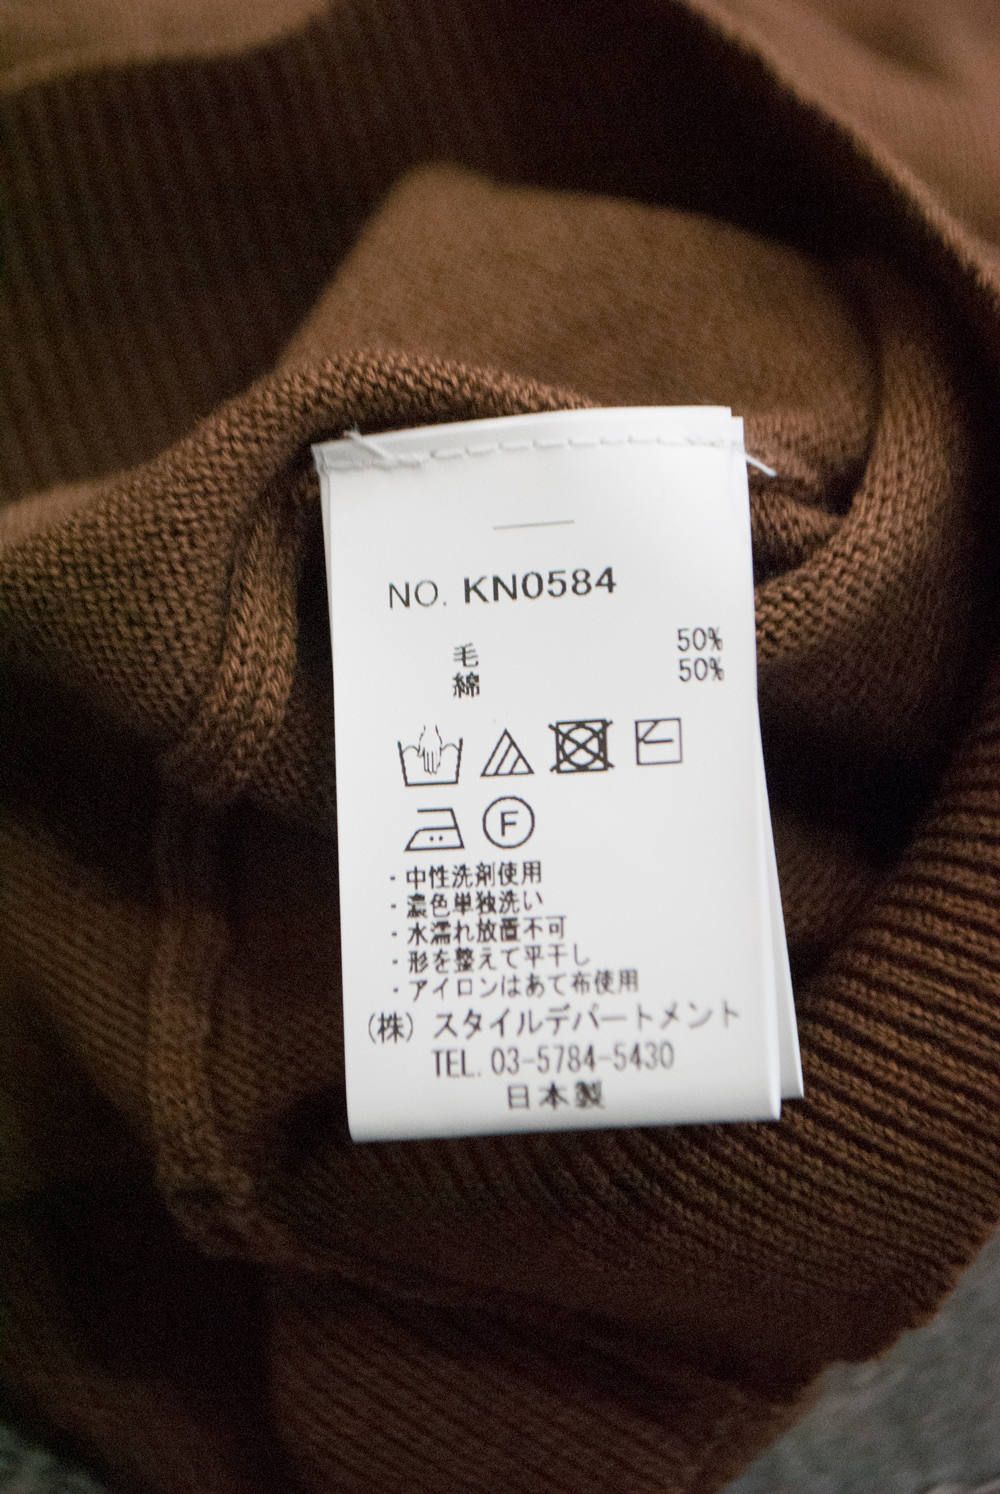 NO. KN0584
毛 50%
綿 50%
F
・中性洗剤使用
・濃色単独洗い
・水濡れ放置不可
・形を整えて平干し
・アイロンはあて布使用
(株) スタイルデパートメント
TEL. 03-5784-5430
日本製